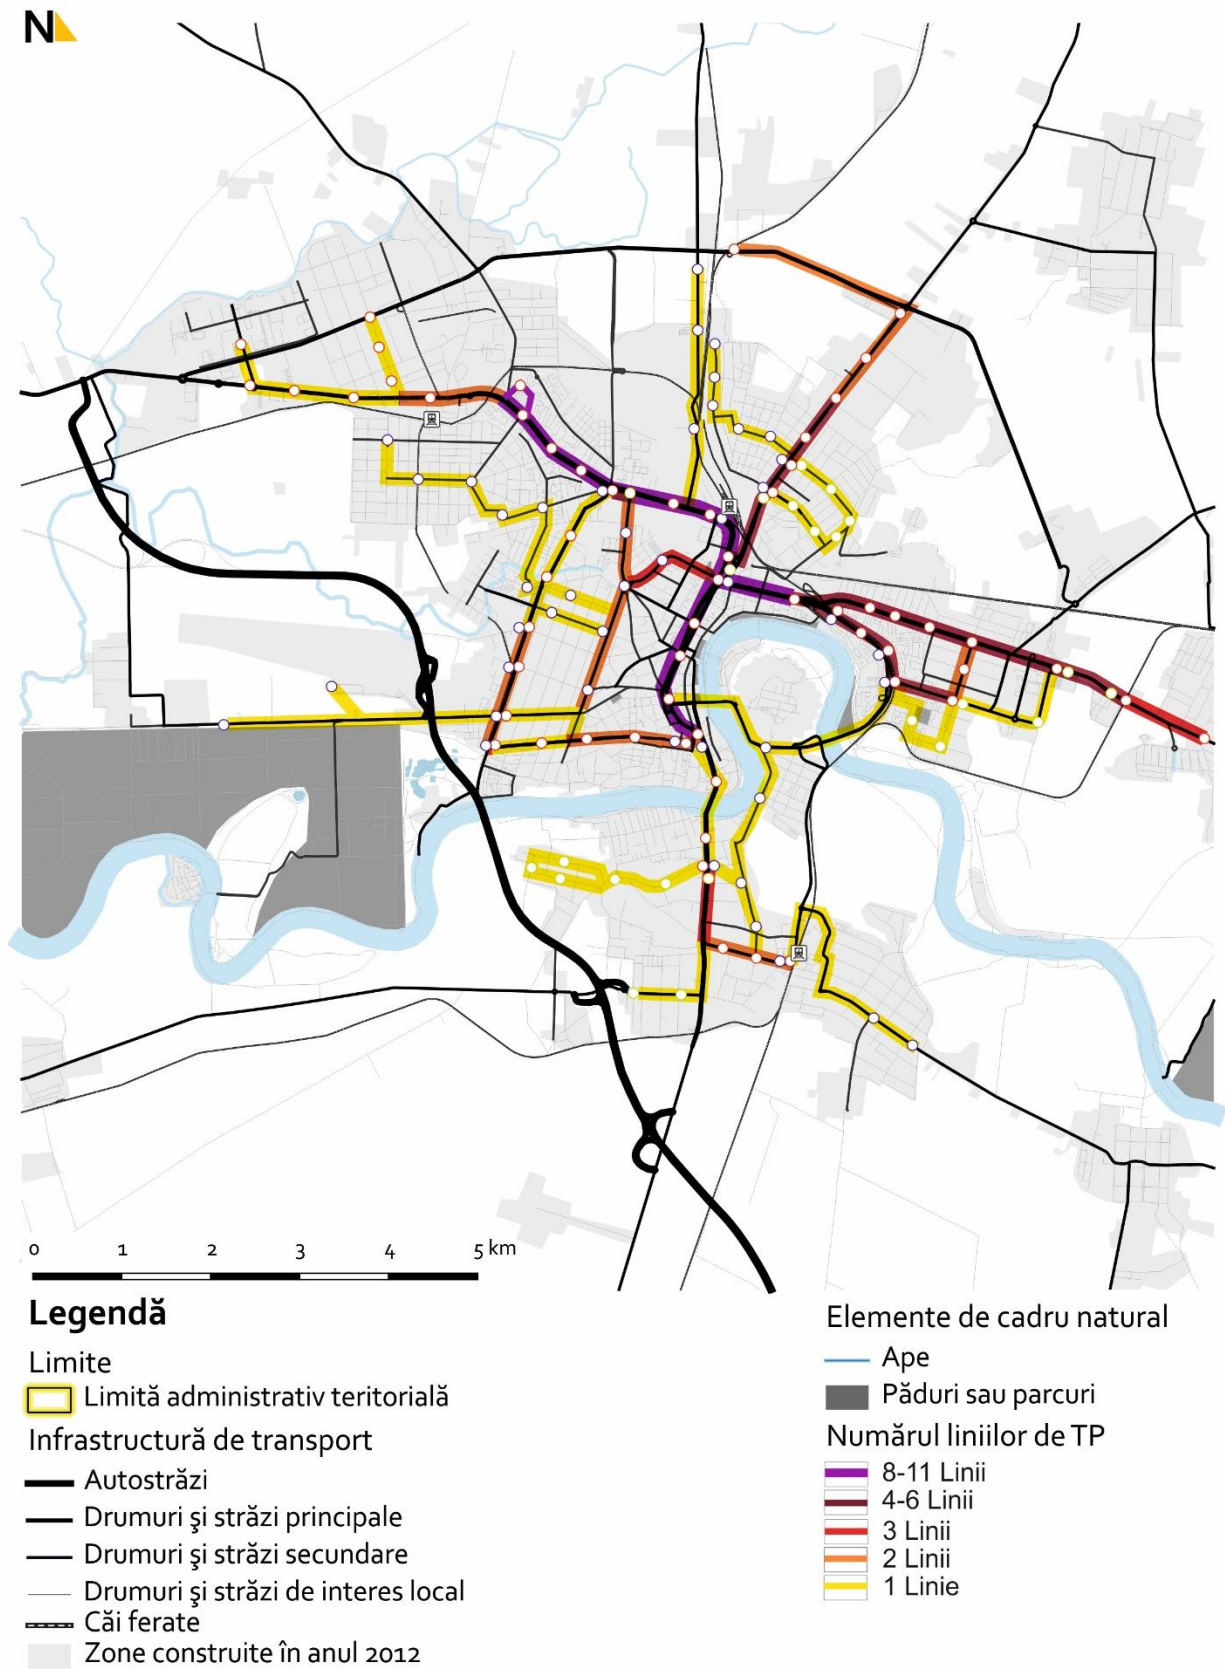 N
0 1 2 3 4 5 km
Legendă
Limite
Limită administrativ teritorială
Infrastructură de transport
Autostrăzi
Drumuri şi străzi principale
Drumuri şi străzi secundare
Drumuri şi străzi de interes local
Căi ferate
Zone construite în anul 2012
Elemente de cadru natural
Ape
Păduri sau parcuri
Numărul liniilor de TP
8-11 Linii
4-6 Linii
3 Linii
2 Linii
1 Linie